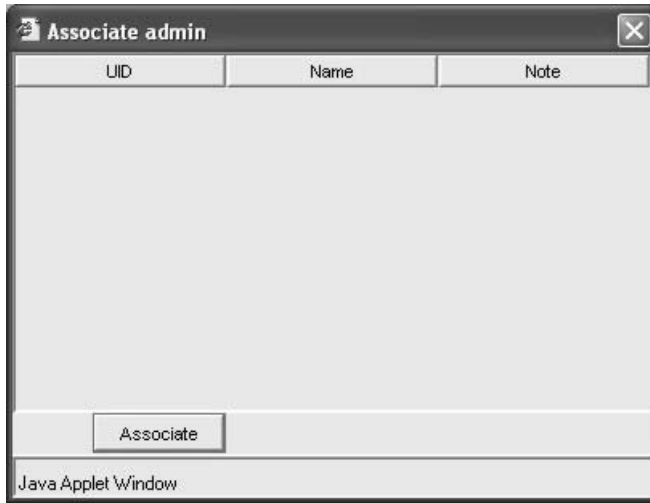 Associate admin
UID Name Note
Associate
Java Applet Window